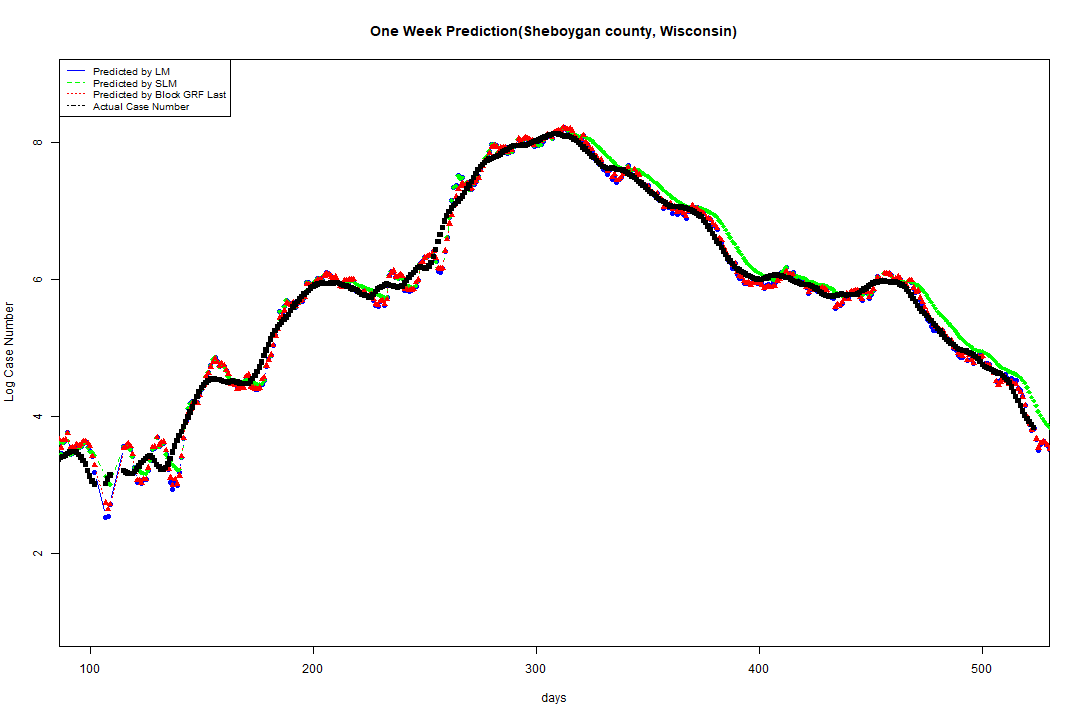 One Week Prediction(Sheboygan county, Wisconsin)
Predicted by LM
Predicted by SLM
Predicted by Block GRF Last
Actual Case Number
8
6
4
2
Log Case Number
100 200 300 400 500
days